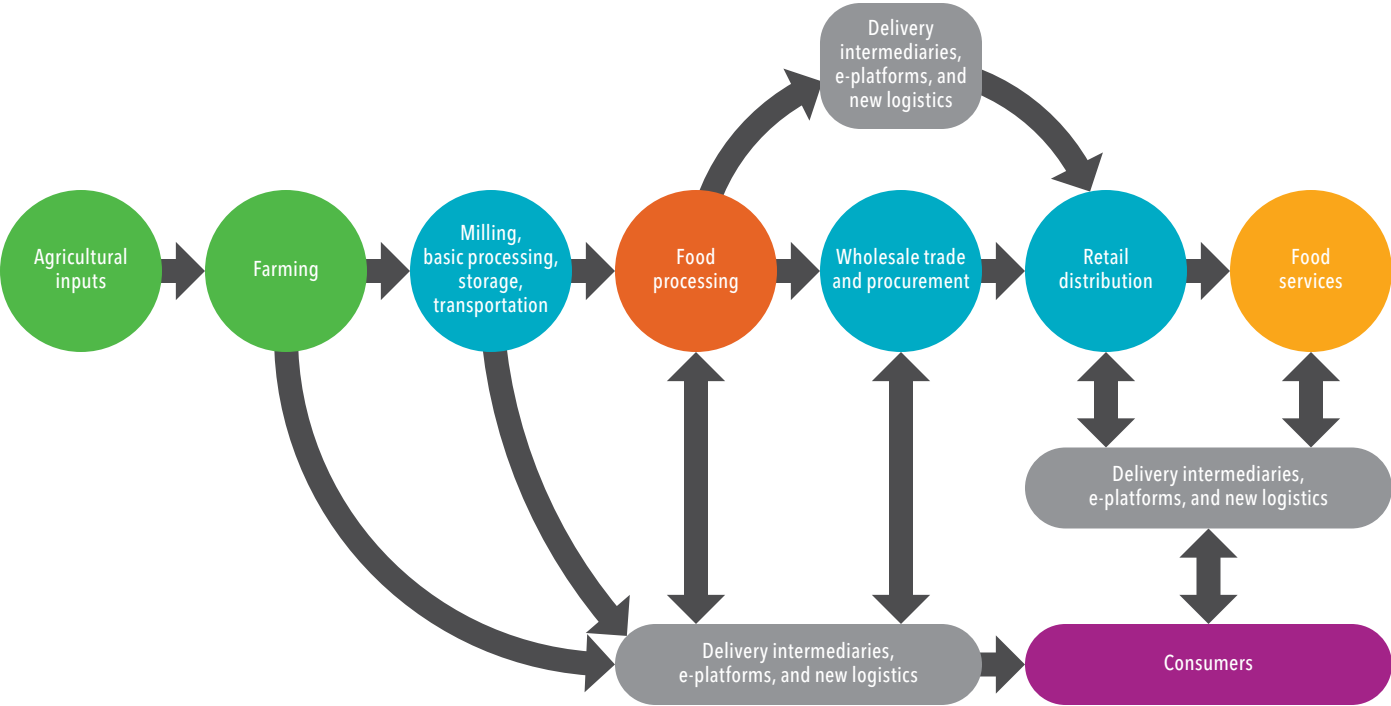 Delivery
intermediaries,
e-platforms, and
new logistics
Agricultural
inputs
Farming
Milling,
basic processing,
storage,
transportation
Food
processing
Wholesale trade
and procurement
Retail
distribution
Food
services
Delivery intermediaries,
e-platforms, and new logistics
Delivery intermediaries,
e-platforms, and new logistics
Consumers